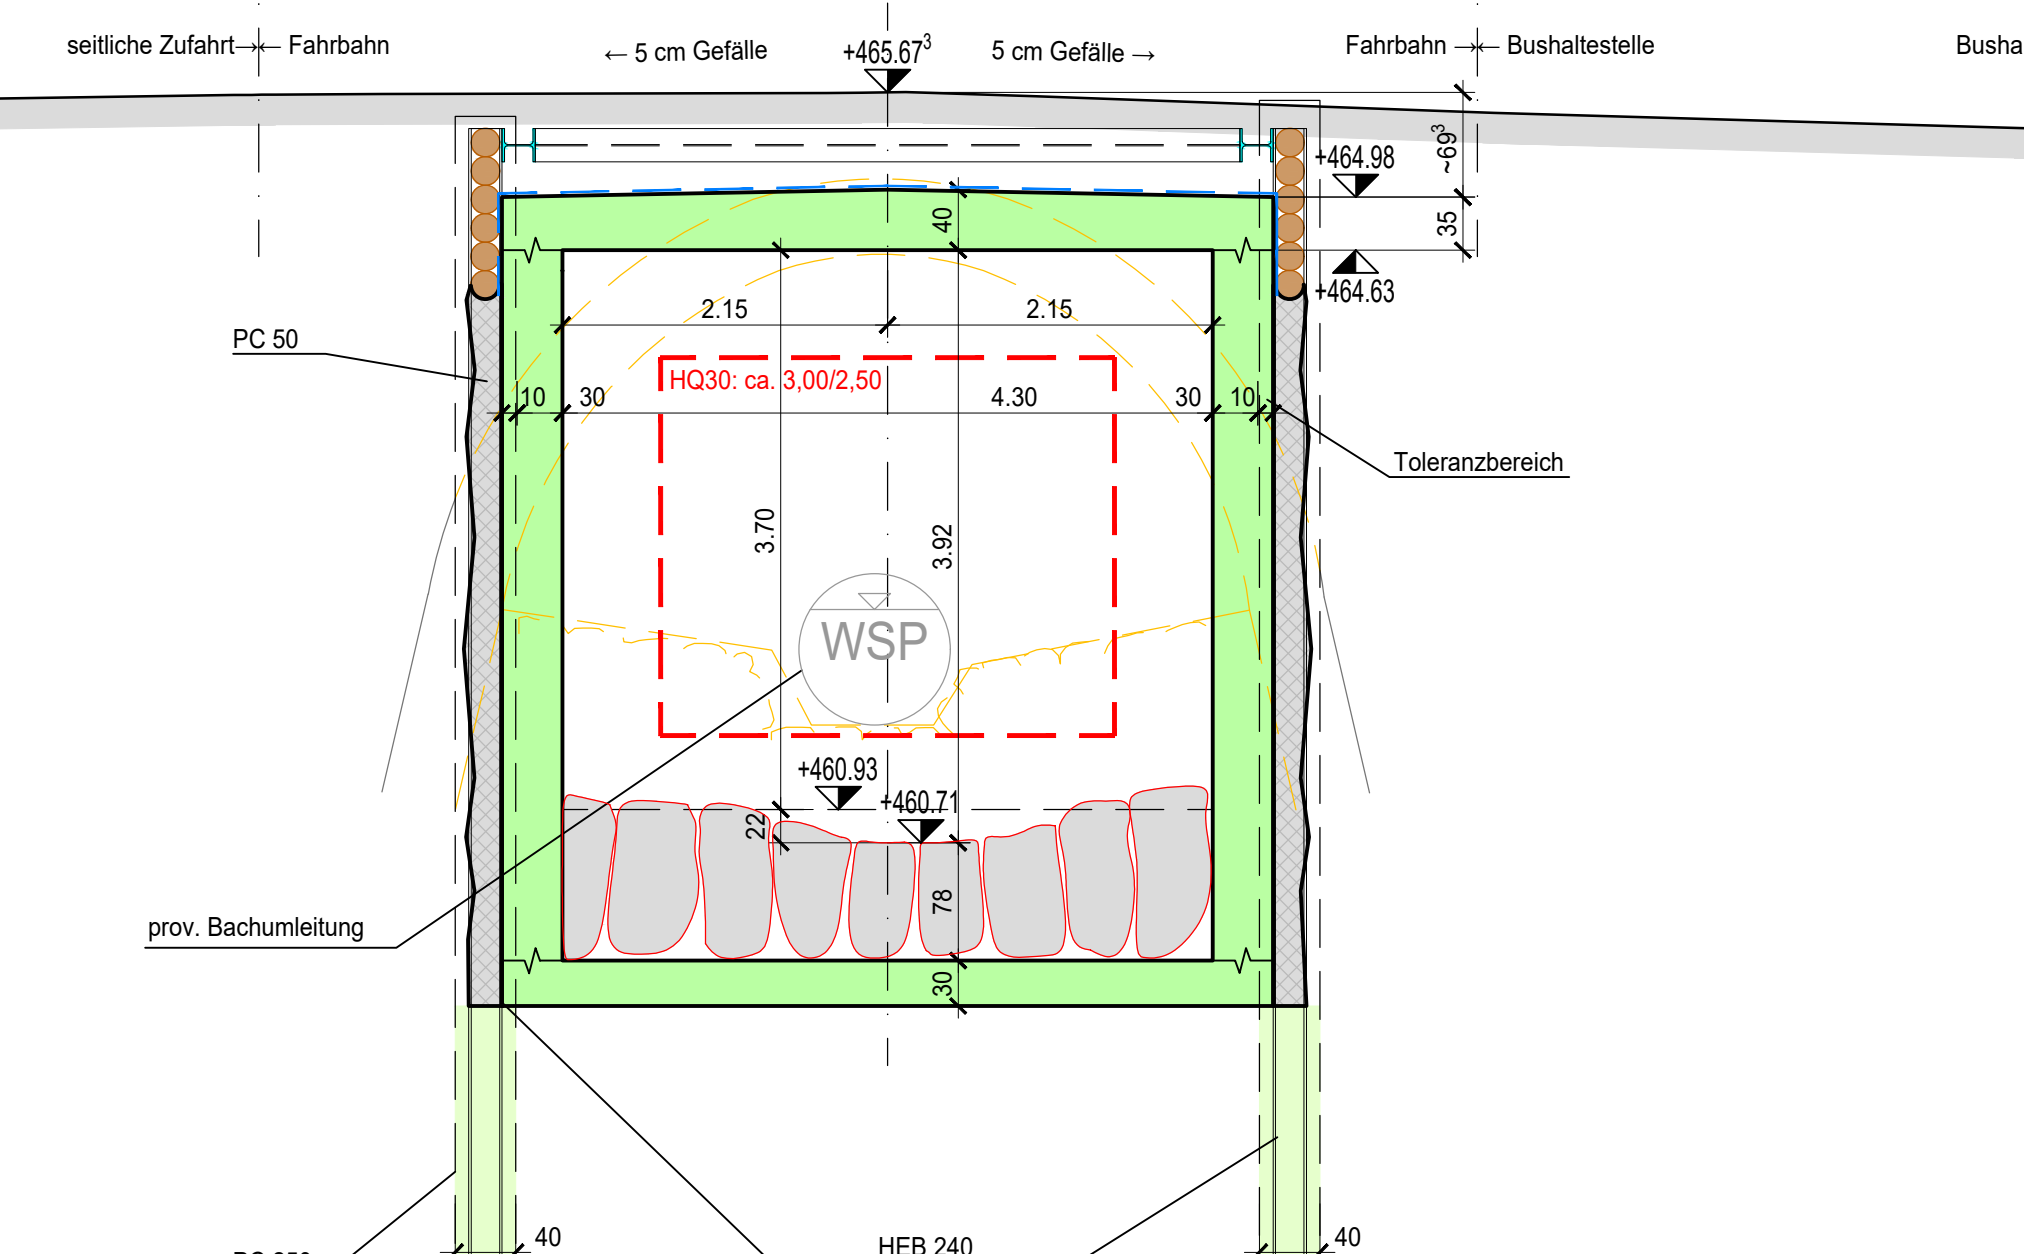 seitliche Zufahrt→ ← Fahrbahn
← 5 cm Gefälle
+465.67³
5 cm Gefälle →
Fahrbahn → ← Bushaltestelle
Busha
~69³
+464.98
40
35
+464.63
2.15
2.15
PC 50
HQ30: ca. 3,00/2,50
10
30
4.30
30
10
Toleranzbereich
3.70
3.92
WSP
+460.93
+460.71
22
78
prov. Bachumleitung
30
40
40
HEB 240